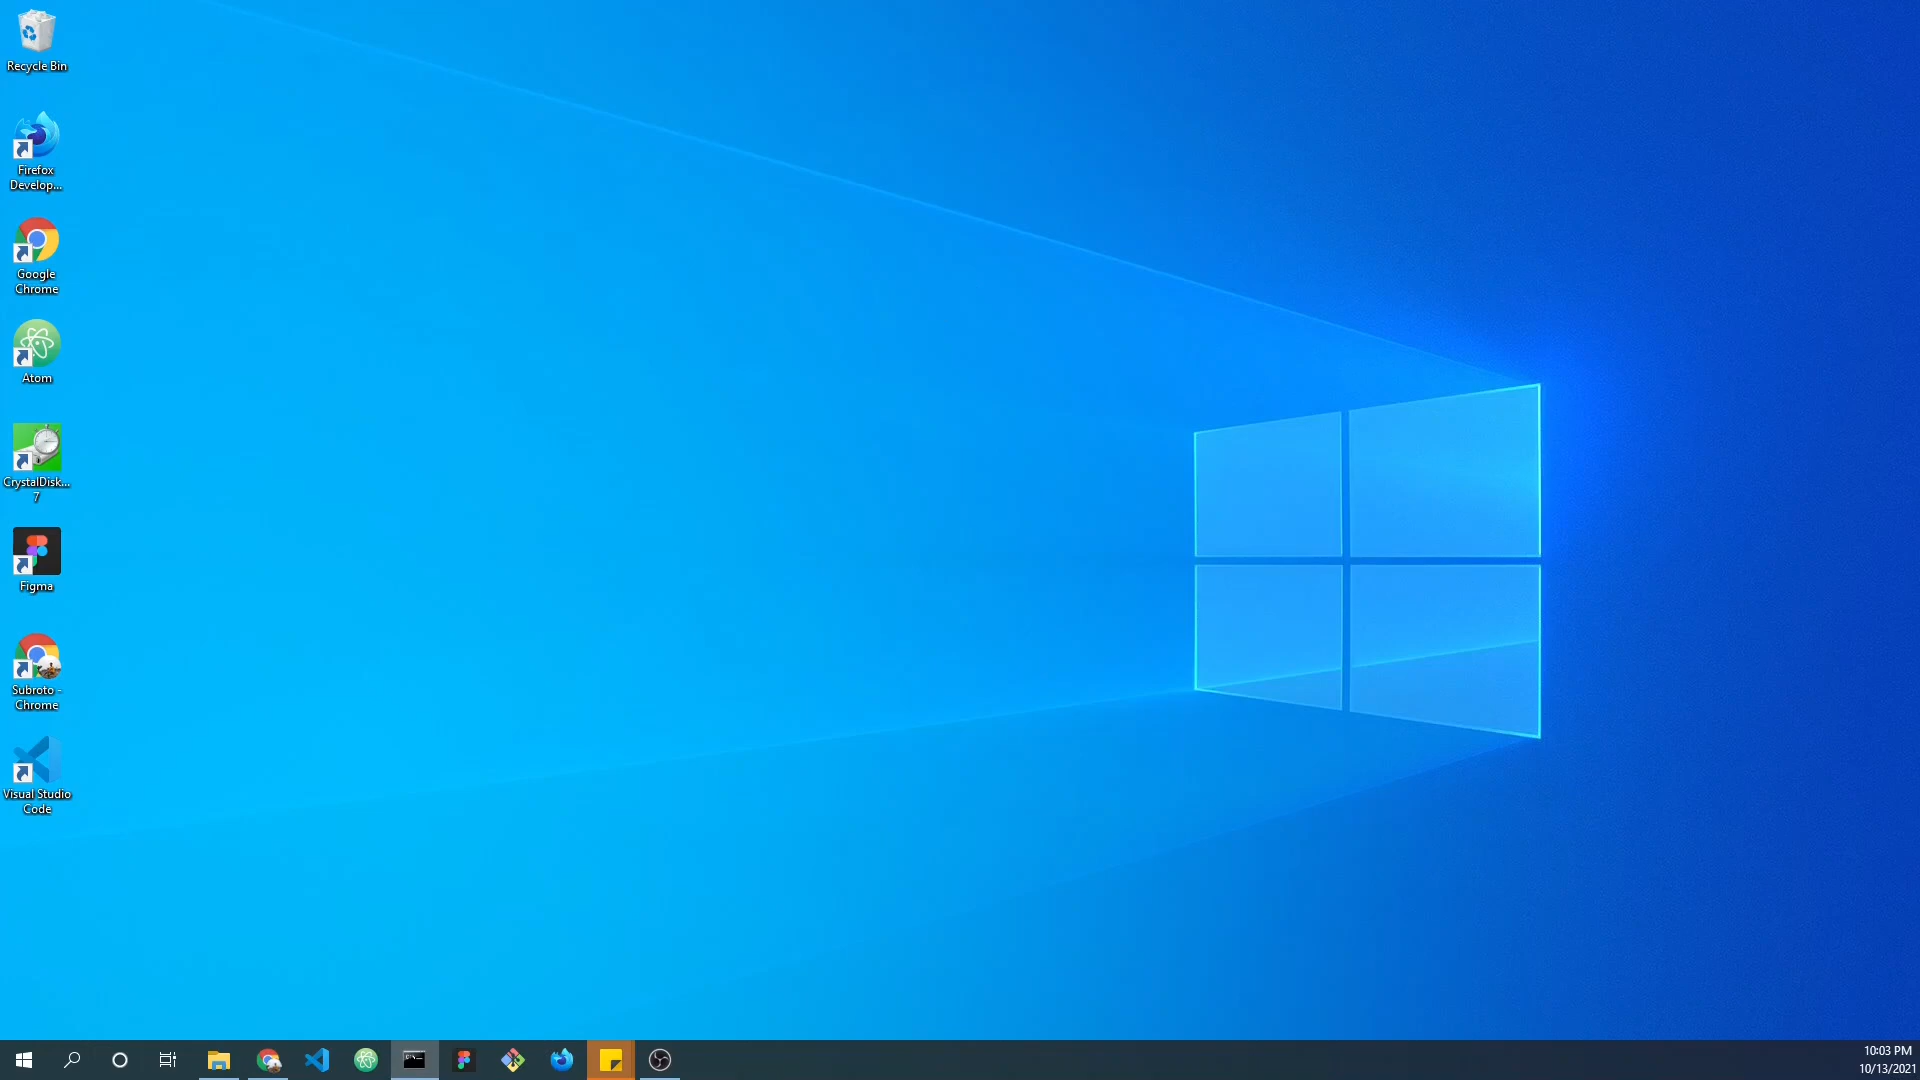 Recycle Bin
Firefox
Develop...
Google
Chrome
Atom
CrystalDisk...
7
Figma
Subroto -
Chrome
Visual Studio
Code
10:03 PM
10/13/2021